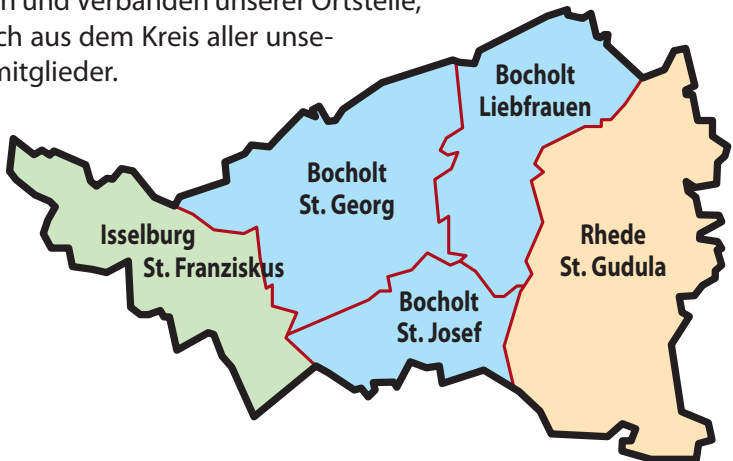 und Verbänden unserer Ortsteile,
aus dem Kreis aller unse-
mitglieder.
Bocholt
Liebfrauen
Bocholt
St. Georg
Isselburg
St. Franziskus
Rhede
St. Gudula
Bocholt
St. Josef